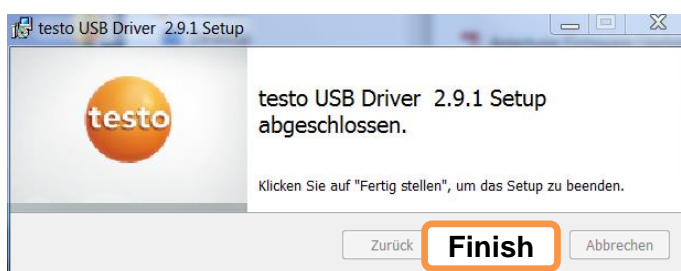 testo USB Driver 2.9.1 Setup
testo
testo USB Driver 2.9.1 Setup
abgeschlossen.
Klicken Sie auf "Fertig stellen", um das Setup zu beenden.
Zurück Finish Abbrechen